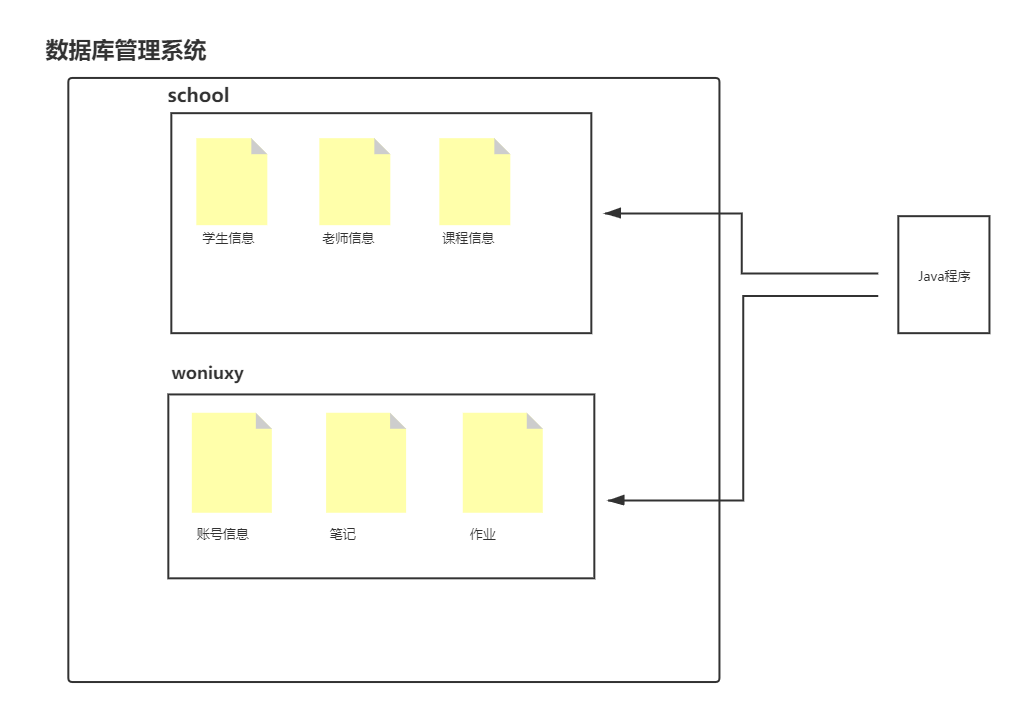 数据库管理系统
school
学生信息
老师信息
课程信息
Java程序
woniuxy
账号信息
笔记
作业